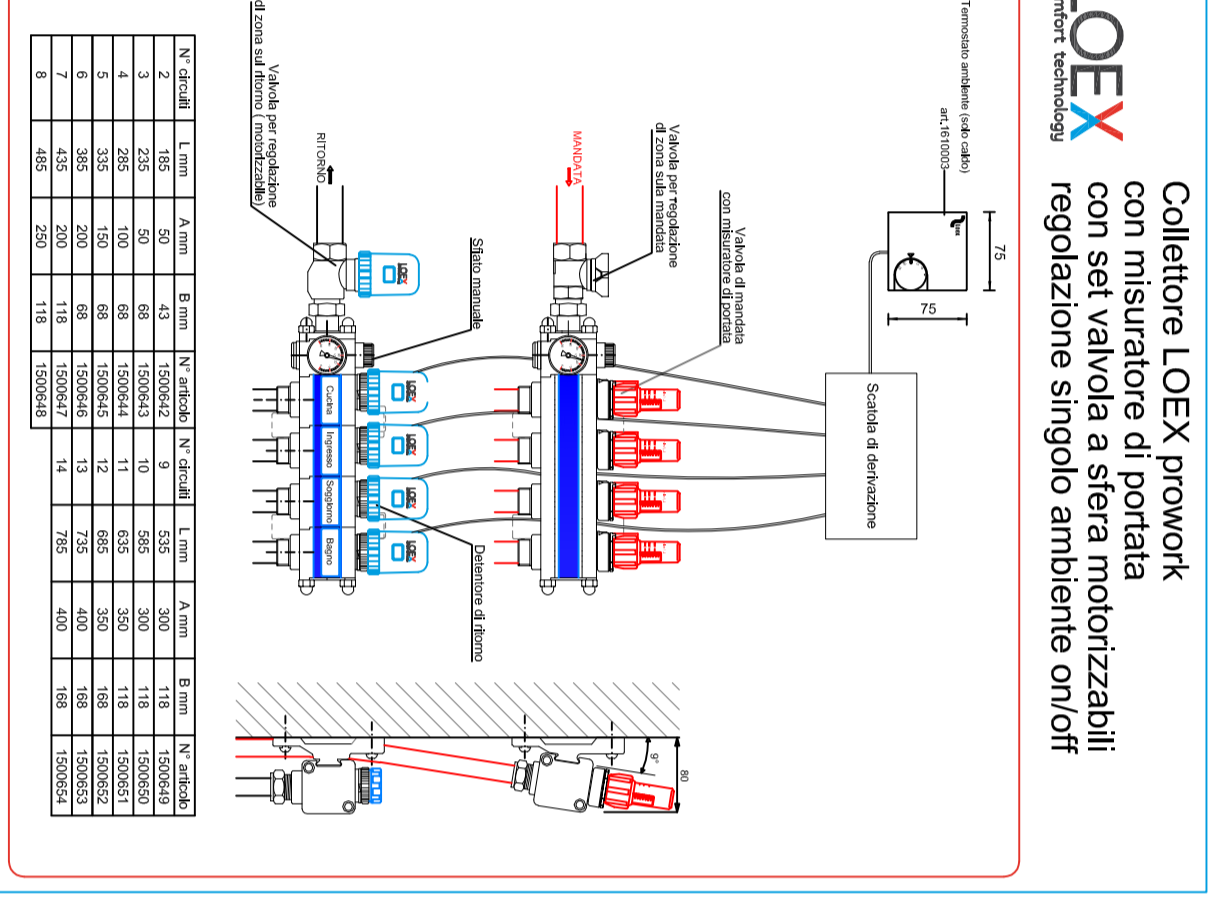 LOEX
mfort technology
Collettore LOEX prowork
con misuratore di portata
con set valvola a sfera motorizzabili
regolazione singolo ambiente on/off
Termostato ambiente (solo caldo)
art.1610003
75
75
Scatola di derivazione
Valvola di mandata
con misuratore di portata
Valvola per regolazione
di zona sulla mandata
MANDATA
Sfiato manuale
Detentore di ritorno
RITORNO
Valvola per regolazione
di zona sul ritorno ( motorizzabile)
LOEX
LOEX
LOEX
LOEX
LOEX
Cucina
Ingresso
Soggiorno
Bagno
80
9°
N° circuiti L mm A mm B mm N° articolo N° circuiti L mm A mm B mm N° articolo
2 185 50 43 1500642 9 535 300 118 1500649
3 235 50 68 1500643 10 585 300 118 1500650
4 285 100 68 1500644 11 635 350 118 1500651
5 335 150 68 1500645 12 685 350 168 1500652
6 385 200 68 1500646 13 735 400 168 1500653
7 435 200 118 1500647 14 785 400 168 1500654
8 485 250 118 1500648